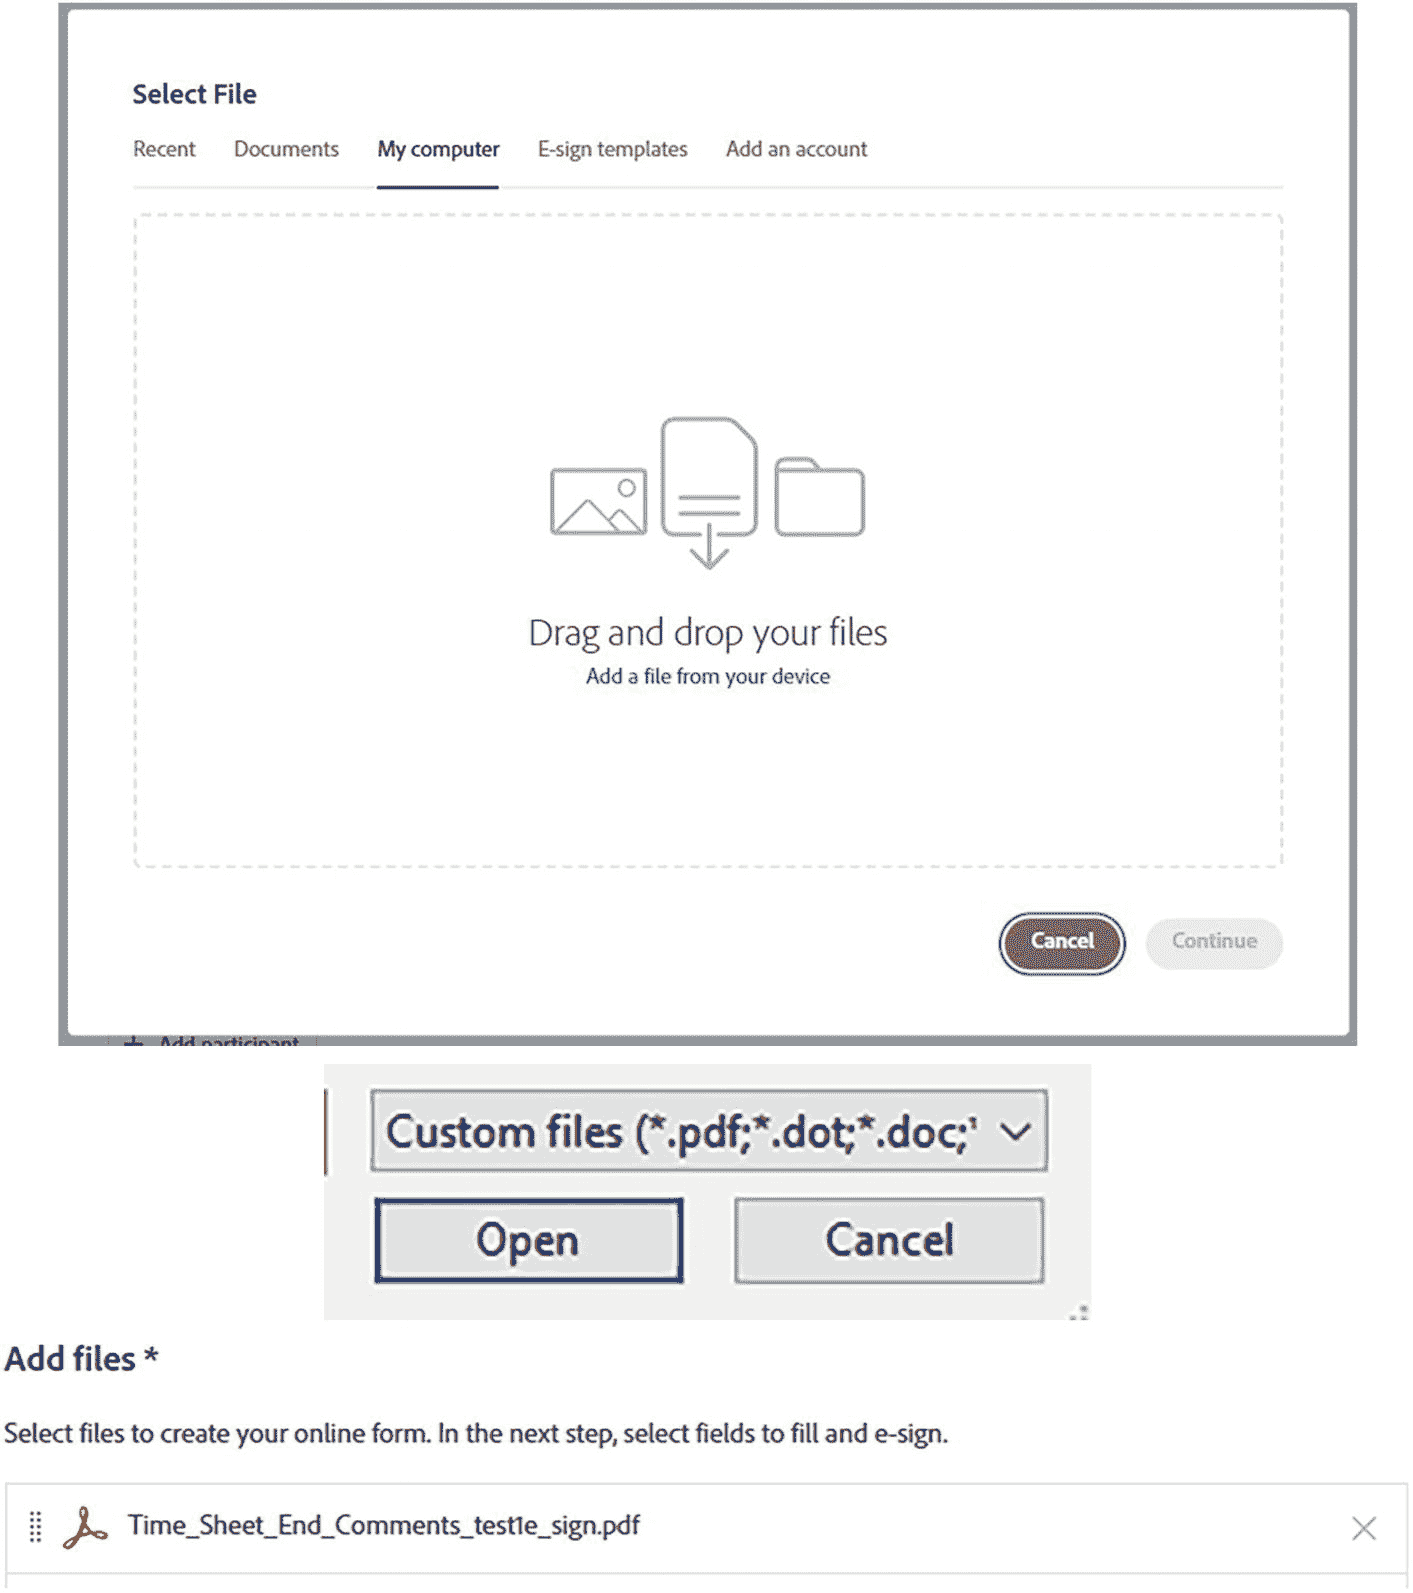 Select File
Recent Documents My computer E-sign templates Add an account
Drag and drop your files
Add a file from your device
Cancel Continue
+ Add participant
Custom files (*.pdf;*.dot;*.doc;
Open Cancel
Add files *
Select files to create your online form. In the next step, select fields to fill and e-sign.
Time_Sheet_End_Comments_test1e_sign.pdf